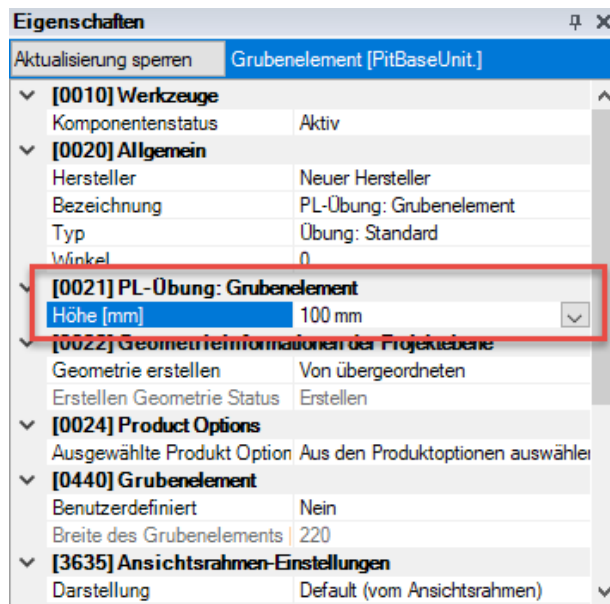 Eigenschaften
Aktualisierung sperren Grubenelement [PitBaseUnit.]
[0010] Werkzeuge
Komponentenstatus Aktiv
[0020] Allgemein
Hersteller Neuer Hersteller
Bezeichnung PL-Übung: Grubenelement
Typ Übung: Standard
Winkel 0
[0021] PL-Übung: Grubenelement
Höhe [mm] 100 mm
[0022] Geometrieinformationen der Projektebene
Geometrie erstellen Von übergeordneten
Erstellen Geometrie Status Erstellen
[0024] Product Options
Ausgewählte Produkt Option Aus den Produktoptionen auswähle
[0440] Grubenelement
Benutzerdefiniert Nein
Breite des Grubenelements 220
[3635] Ansichtsrahmen-Einstellungen
Darstellung Default (vom Ansichtsrahmen)